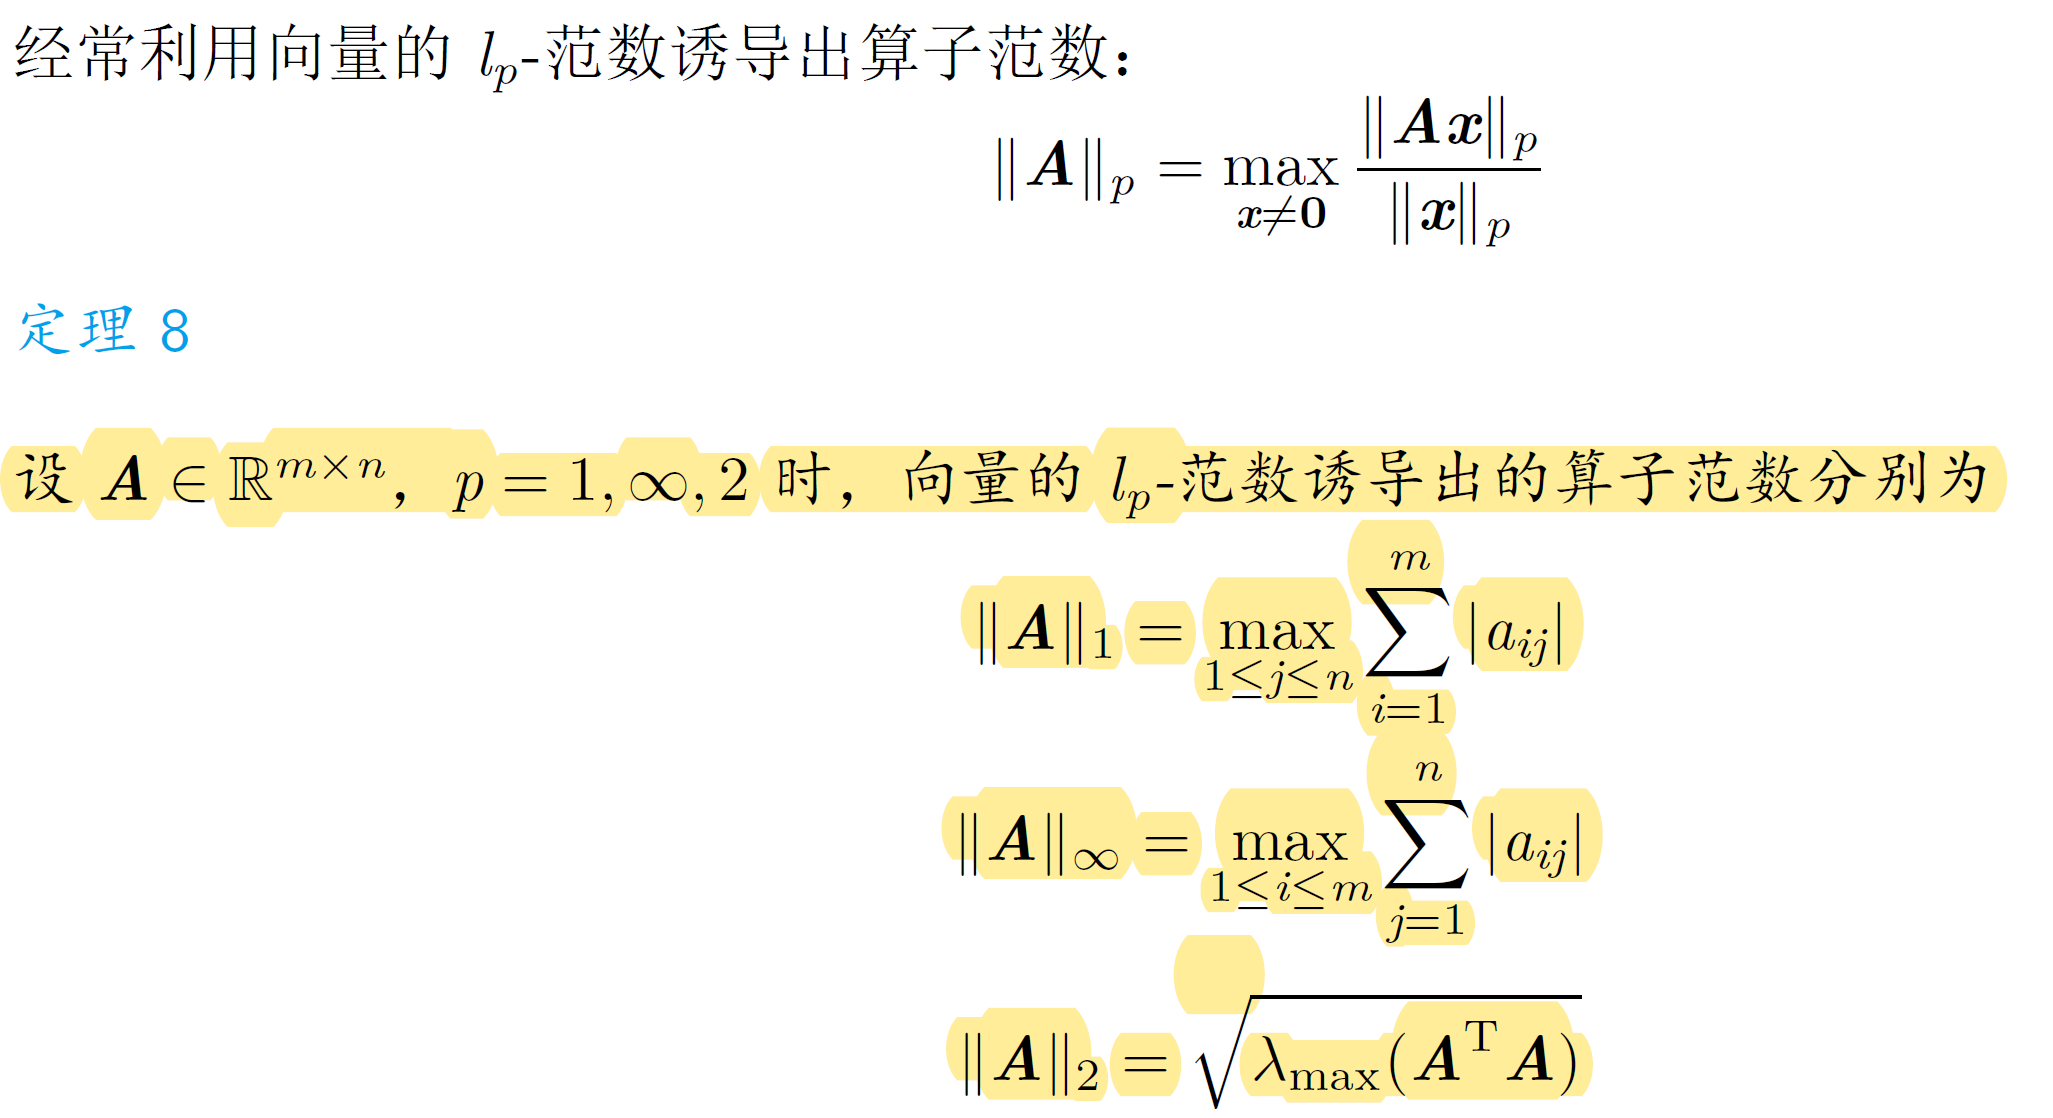 经常利用向量的 $l_p$-范数诱导出算子范数：
$$\|\boldsymbol{A}\|_p = \max_{\boldsymbol{x} \neq \boldsymbol{0}} \frac{\|\boldsymbol{A}\boldsymbol{x}\|_p}{\|\boldsymbol{x}\|_p}$$
定理 8
设 $\boldsymbol{A} \in \mathbb{R}^{m \times n}$，$p = 1, \infty, 2$ 时，向量的 $l_p$-范数诱导出的算子范数分别为
$$\|\boldsymbol{A}\|_1 = \max_{1 \leq j \leq n} \sum_{i=1}^{m} |a_{ij}|$$
$$\|\boldsymbol{A}\|_\infty = \max_{1 \leq i \leq m} \sum_{j=1}^{n} |a_{ij}|$$
$$\|\boldsymbol{A}\|_2 = \sqrt{\lambda_{\max}(\boldsymbol{A}^{\mathrm{T}} \boldsymbol{A})}$$